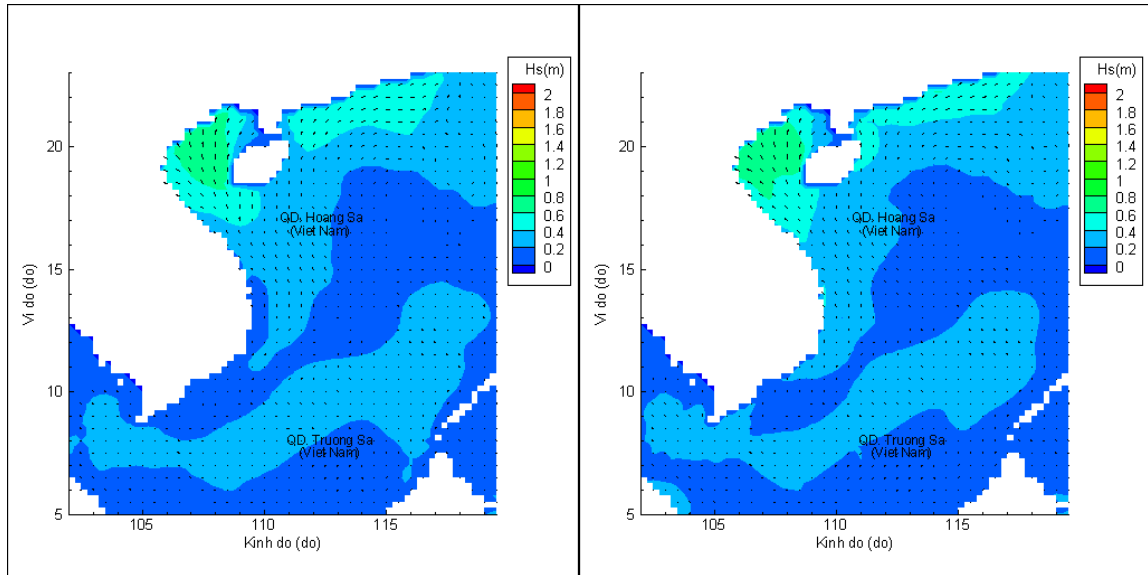 Hs(m)
2
1.8
1.6
1.4
1.2
1
0.8
0.6
0.4
0.2
0
20
15
10
5
Vi do (do)
QD. Hoang Sa
(Viet Nam)
QD. Truong Sa
(Viet Nam)
105
110
115
Kinh do (do)
Hs(m)
2
1.8
1.6
1.4
1.2
1
0.8
0.6
0.4
0.2
0
20
15
10
5
Vi do (do)
QD. Hoang Sa
(Viet Nam)
QD. Truong Sa
(Viet Nam)
105
110
115
Kinh do (do)